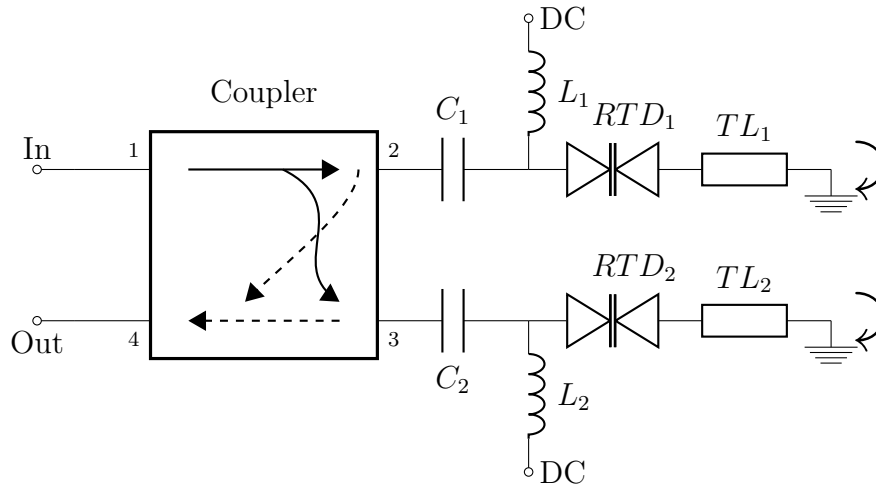 DC
Coupler
C₁
L₁
RTD₁
TL₁
In
1
2
RTD₂
TL₂
Out
4
3
C₂
L₂
DC